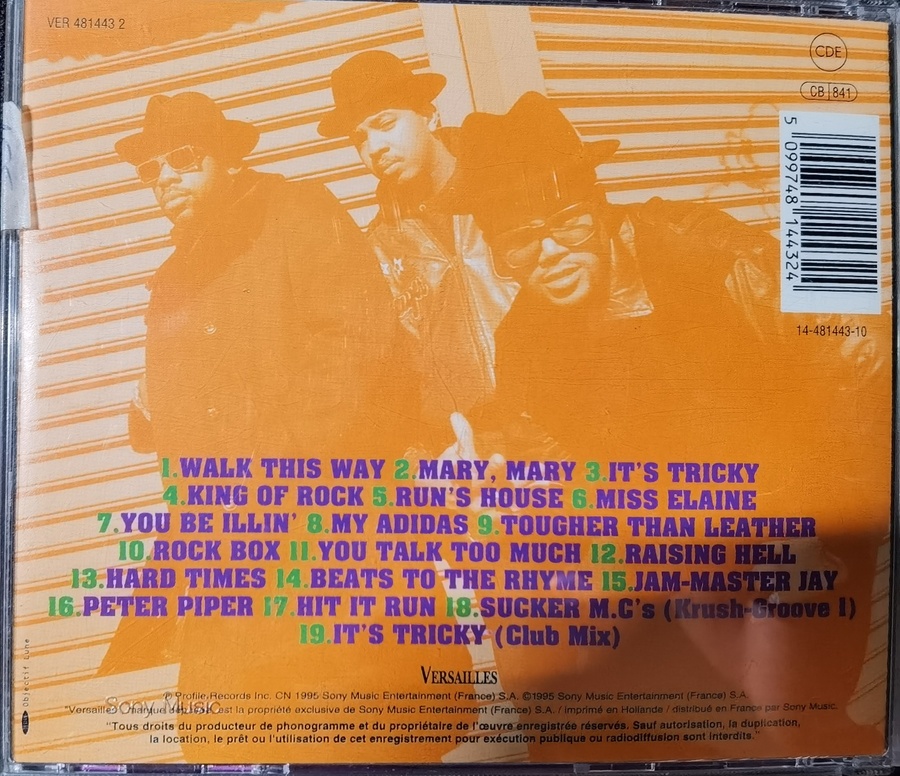 VER 481443 2
CDE
CB 841
5 099748 144324
14-481443-10
1.WALK THIS WAY 2.MARY, MARY 3.IT'S TRICKY
4.KING OF ROCK 5.RUN'S HOUSE 6.MISS ELAINE
7.YOU BE ILLIN' 8.MY ADIDAS 9.TOUGHER THAN LEATHER
10.ROCK BOX 11.YOU TALK TOO MUCH 12.RAISING HELL
13.HARD TIMES 14.BEATS TO THE RHYME 15.JAM-MASTER JAY
16.PETER PIPER 17.HIT IT RUN 18.SUCKER M.C's (Krush-Groove I)
19.IT'S TRICKY (Club Mix)
Objectif Lune
VERSAILLES
℗ Profile Records Inc. CN 1995 Sony Music Entertainment (France) S.A. ©1995 Sony Music Entertainment (France) S.A.
Sony Music
"Versailles" marque est la propriété exclusive de Sony Music Entertainment (France) S.A. / imprimé en Hollande / distribué en France par Sony Music.
"Tous droits du producteur de phonogramme et du propriétaire de l'œuvre enregistrée réservés. Sauf autorisation, la duplication,
la location, le prêt ou l'utilisation de cet enregistrement pour exécution publique ou radiodiffusion sont interdits."